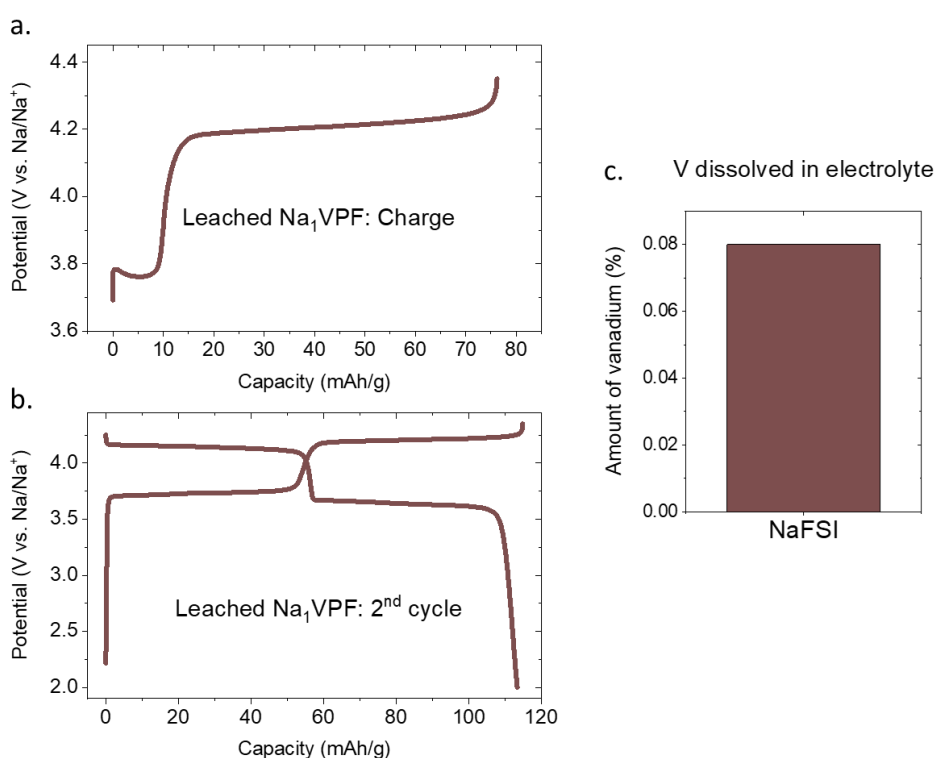 a.
4.4
4.2
4.0
3.8
3.6
Potential (V vs. Na/Na⁺)
Leached Na₁VPF: Charge
0 10 20 30 40 50 60 70 80
Capacity (mAh/g)
b.
4.0
3.5
3.0
2.5
2.0
Potential (V vs. Na/Na⁺)
Leached Na₁VPF: 2ⁿᵈ cycle
0 20 40 60 80 100 120
Capacity (mAh/g)
c. V dissolved in electrolyte
0.08
0.06
0.04
0.02
0.00
Amount of vanadium (%)
NaFSI